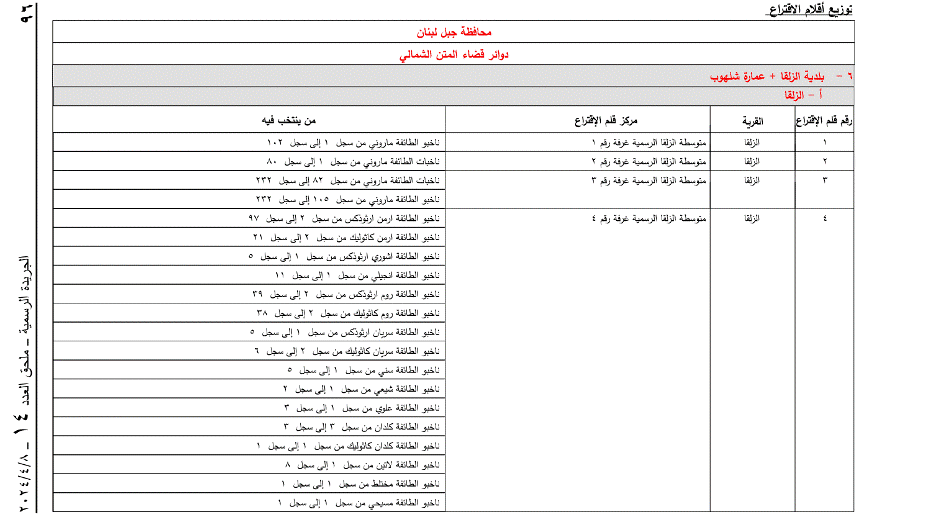 توزيع أقلام الاقتراع
٩٦
محافظة جبل لبنان
دوائر قضاء المتن الشمالي
٦ - بلدية الزلقا + عمارة شلهوب
أ - الزلقا
رقم قلم الإقتراع القرية مركز قلم الإقتراع من ينتخب فيه
١ الزلقا متوسطة الزلقا الرسمية غرفة رقم ١ ناخبو الطائفة ماروني من سجل ١ إلى سجل ١٠٢
٢ الزلقا متوسطة الزلقا الرسمية غرفة رقم ٢ ناخبات الطائفة ماروني من سجل ١ إلى سجل ٨٠
٣ الزلقا متوسطة الزلقا الرسمية غرفة رقم ٣ ناخبات الطائفة ماروني من سجل ٨٢ إلى سجل ٢٣٢
ناخبو الطائفة ماروني من سجل ١٠٥ إلى سجل ٢٣٢
٤ الزلقا متوسطة الزلقا الرسمية غرفة رقم ٤ ناخبو الطائفة ارمن ارثوذكس من سجل ٢ إلى سجل ٩٧
ناخبو الطائفة ارمن كاثوليك من سجل ٢ إلى سجل ٢١
ناخبو الطائفة اشوري ارثوذكس من سجل ١ إلى سجل ٥
ناخبو الطائفة انجيلي من سجل ١ إلى سجل ١١
ناخبو الطائفة روم ارثوذكس من سجل ٢ إلى سجل ٣٩
ناخبو الطائفة روم كاثوليك من سجل ٢ إلى سجل ٣٨
ناخبو الطائفة سريان ارثوذكس من سجل ١ إلى سجل ٥
ناخبو الطائفة سريان كاثوليك من سجل ٢ إلى سجل ٦
ناخبو الطائفة سني من سجل ١ إلى سجل ٥
ناخبو الطائفة شيعي من سجل ١ إلى سجل ٢
ناخبو الطائفة علوي من سجل ١ إلى سجل ٣
ناخبو الطائفة كلدان من سجل ٣ إلى سجل ٣
ناخبو الطائفة كلدان كاثوليك من سجل ١ إلى سجل ١
ناخبو الطائفة لاتين من سجل ١ إلى سجل ٨
ناخبو الطائفة مختلط من سجل ١ إلى سجل ١
ناخبو الطائفة مسيحي من سجل ١ إلى سجل ١
الجريدة الرسمية – ملحق العدد ١٤ – ٢٠٢٤/٤/٨